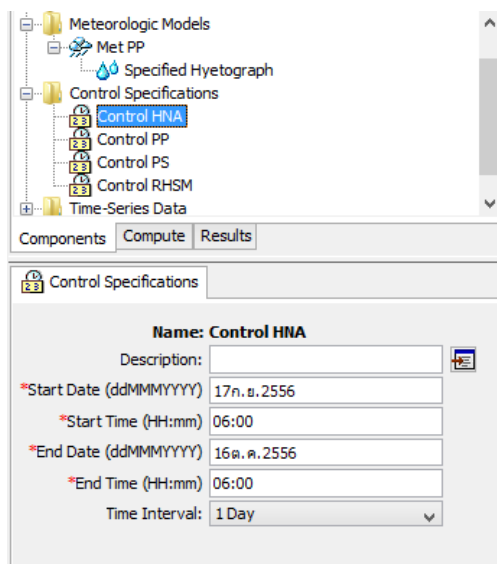 Meteorologic Models
Met PP
Specified Hyetograph
Control Specifications
Control HNA
Control PP
Control PS
Control RHSM
Time-Series Data
Components Compute Results
Control Specifications
Name: Control HNA
Description:
*Start Date (ddMMMYYYY) 17ก.ย.2556
*Start Time (HH:mm) 06:00
*End Date (ddMMMYYYY) 16ต.ค.2556
*End Time (HH:mm) 06:00
Time Interval: 1 Day